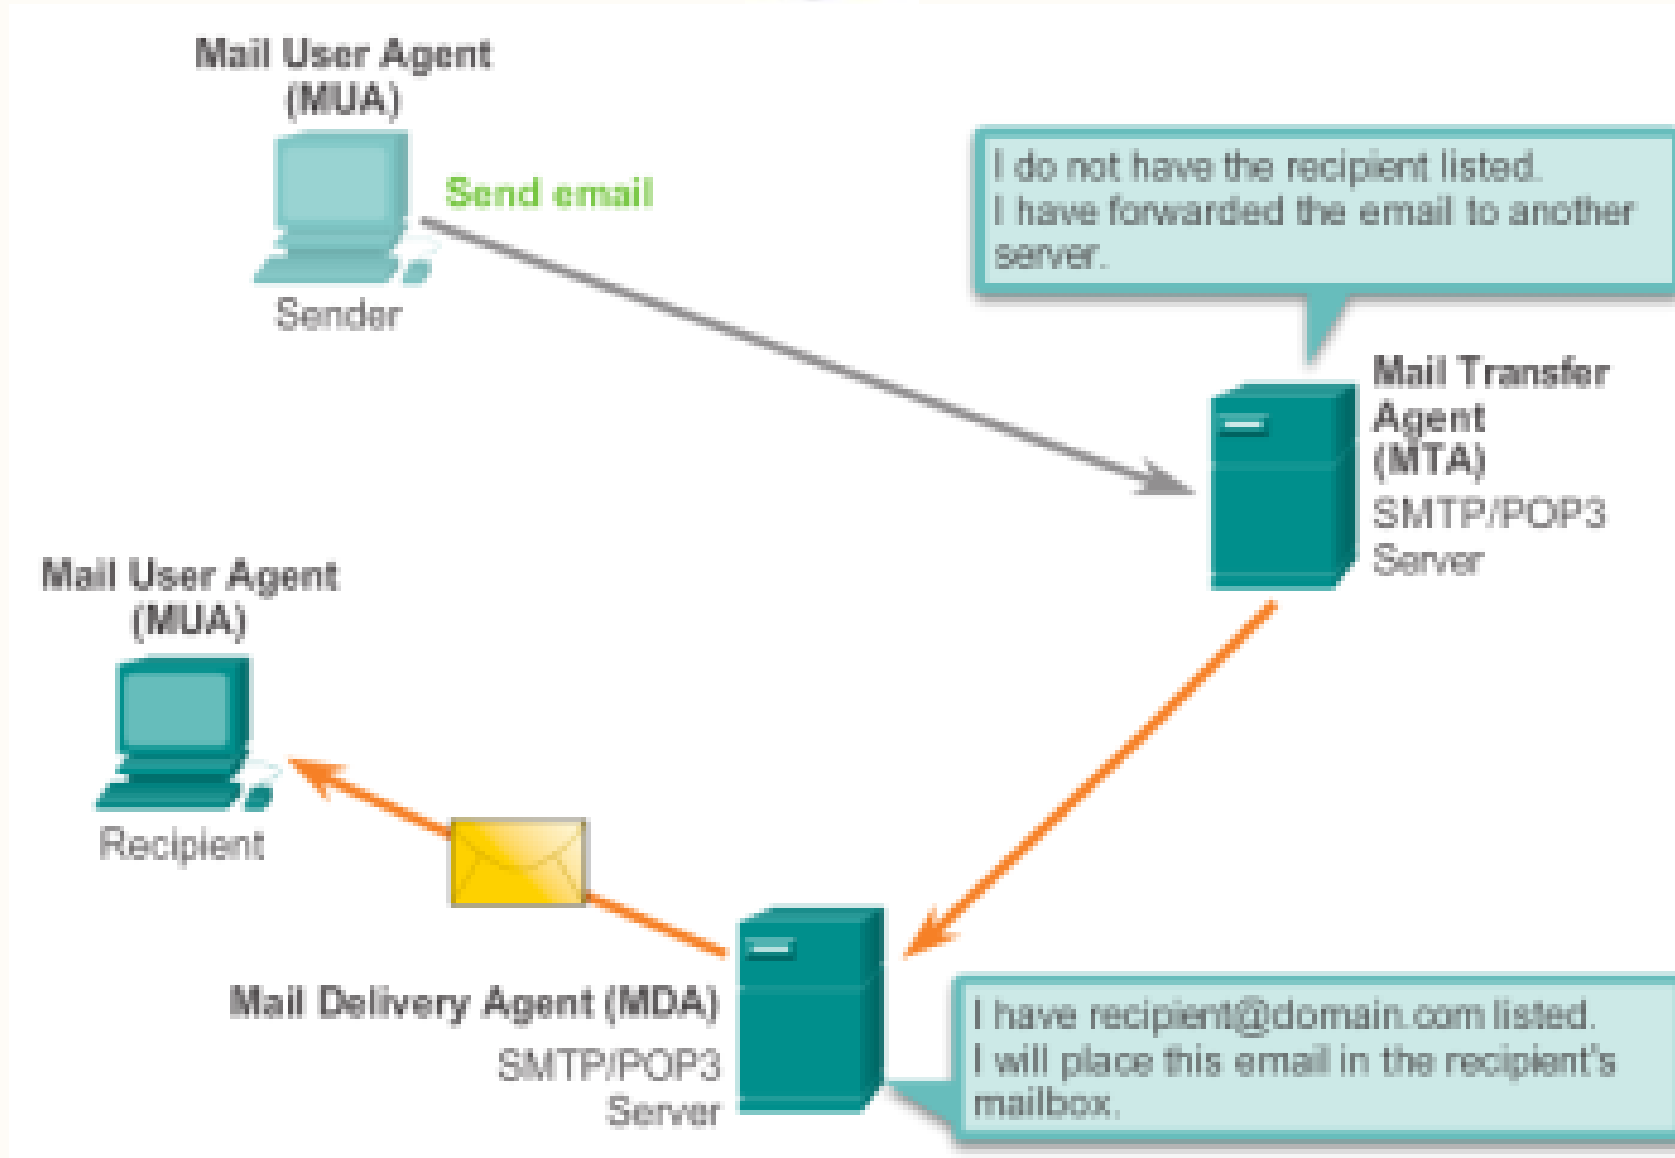 Mail User Agent
(MUA)
Send email
Sender
I do not have the recipient listed.
I have forwarded the email to another
server.
Mail Transfer
Agent
(MTA)
SMTP/POP3
Server
Mail User Agent
(MUA)
Recipient
Mail Delivery Agent (MDA)
SMTP/POP3
Server
I have recipient@domain.com listed.
I will place this email in the recipient's
mailbox.